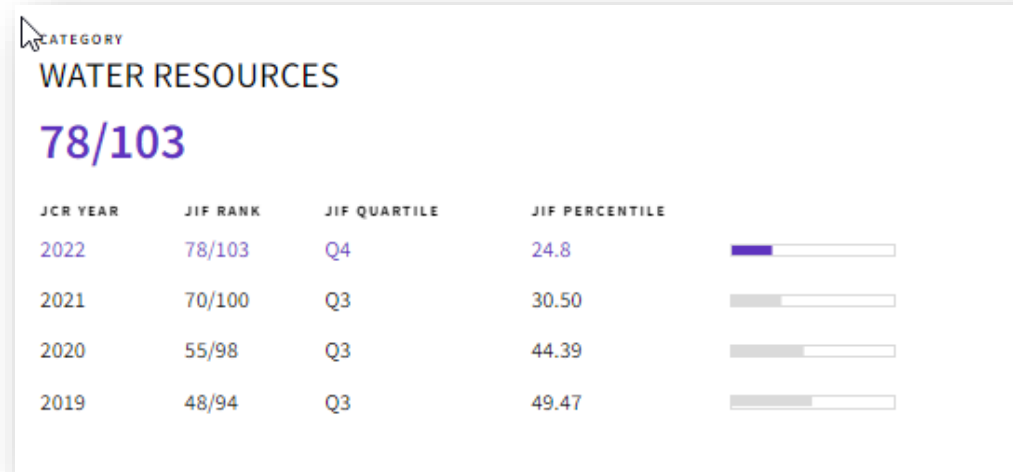 CATEGORY
WATER RESOURCES
78/103
JCR YEAR JIF RANK JIF QUARTILE JIF PERCENTILE
2022 78/103 Q4 24.8
2021 70/100 Q3 30.50
2020 55/98 Q3 44.39
2019 48/94 Q3 49.47